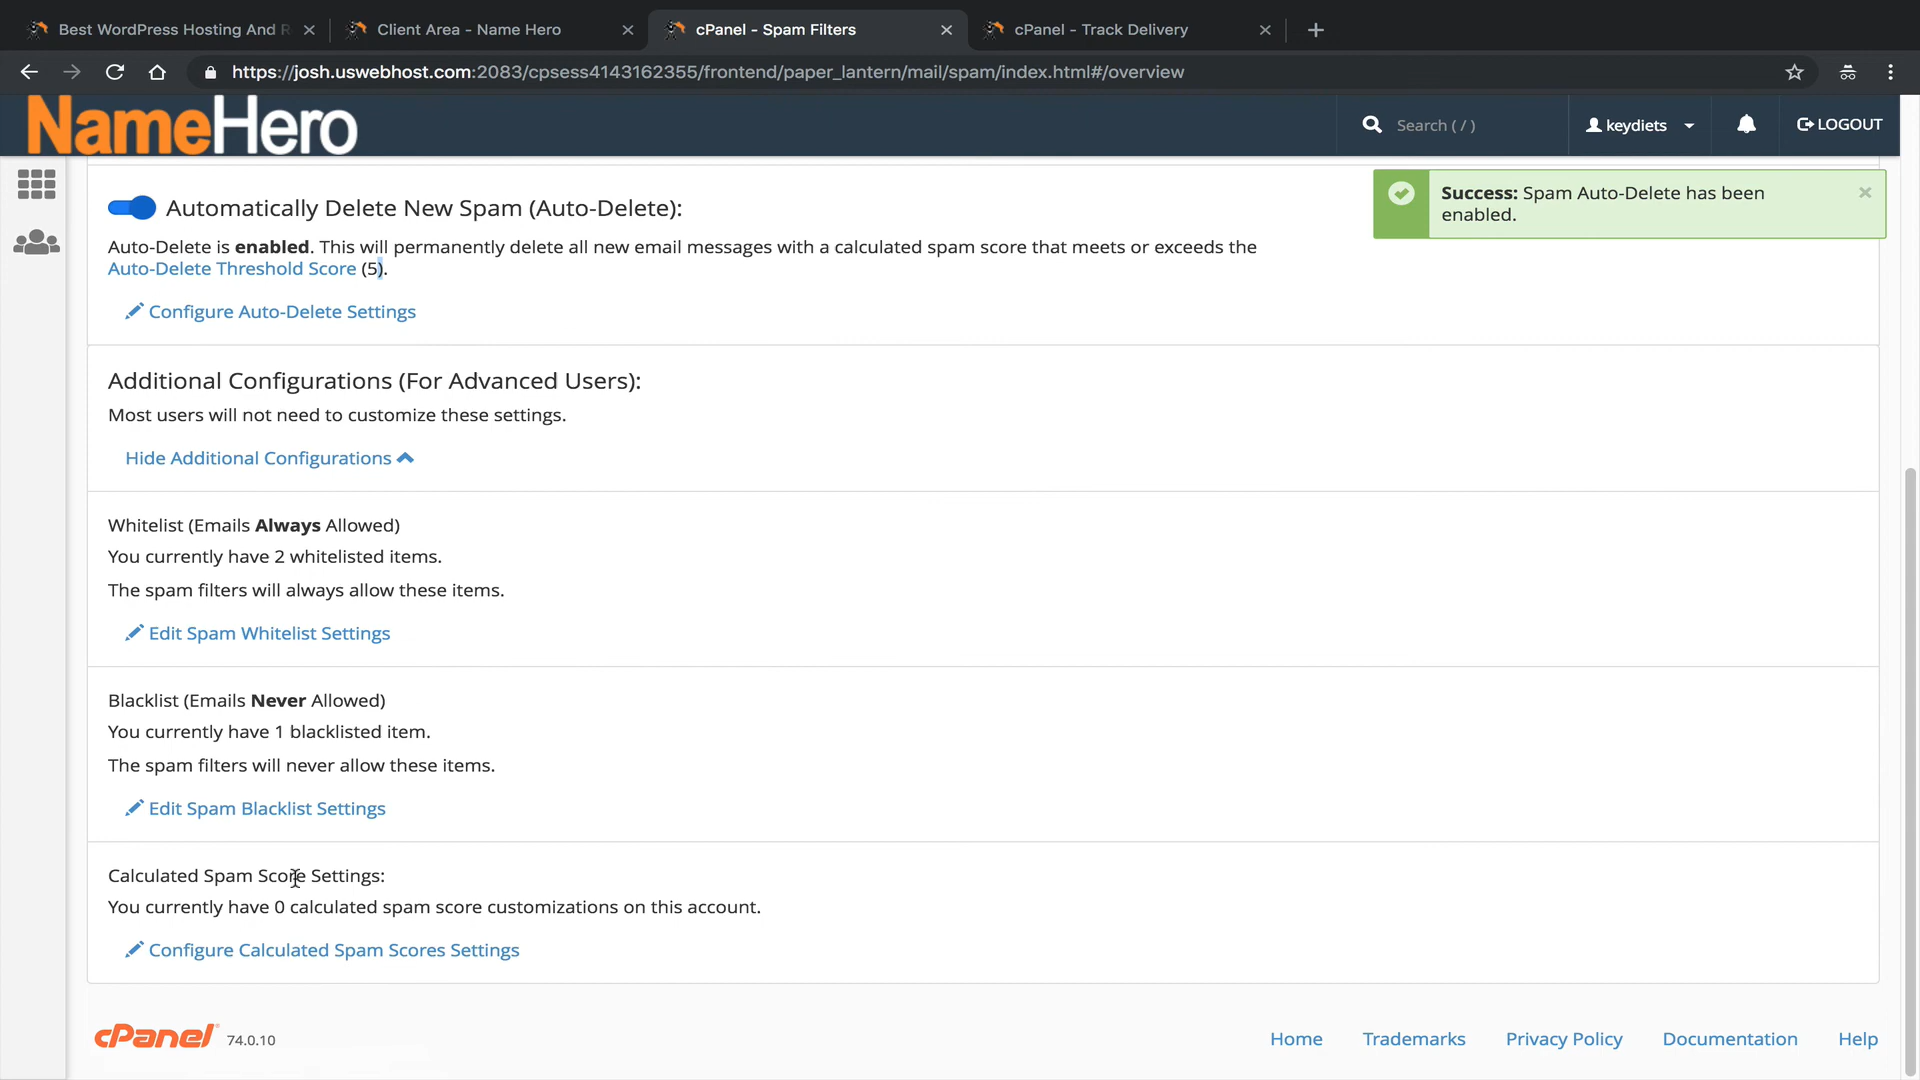 Best WordPress Hosting And R
Client Area - Name Hero
cPanel - Spam Filters
cPanel - Track Delivery
https://josh.uswebhost.com:2083/cpsess4143162355/frontend/paper_lantern/mail/spam/index.html#/overview
NameHero
Search ( / )
keydiets
LOGOUT
Success: Spam Auto-Delete has been
enabled.
Automatically Delete New Spam (Auto-Delete):
Auto-Delete is enabled. This will permanently delete all new email messages with a calculated spam score that meets or exceeds the
Auto-Delete Threshold Score (5).
Configure Auto-Delete Settings
Additional Configurations (For Advanced Users):
Most users will not need to customize these settings.
Hide Additional Configurations
Whitelist (Emails Always Allowed)
You currently have 2 whitelisted items.
The spam filters will always allow these items.
Edit Spam Whitelist Settings
Blacklist (Emails Never Allowed)
You currently have 1 blacklisted item.
The spam filters will never allow these items.
Edit Spam Blacklist Settings
Calculated Spam Score Settings:
You currently have 0 calculated spam score customizations on this account.
Configure Calculated Spam Scores Settings
cPanel 74.0.10
Home Trademarks Privacy Policy Documentation Help